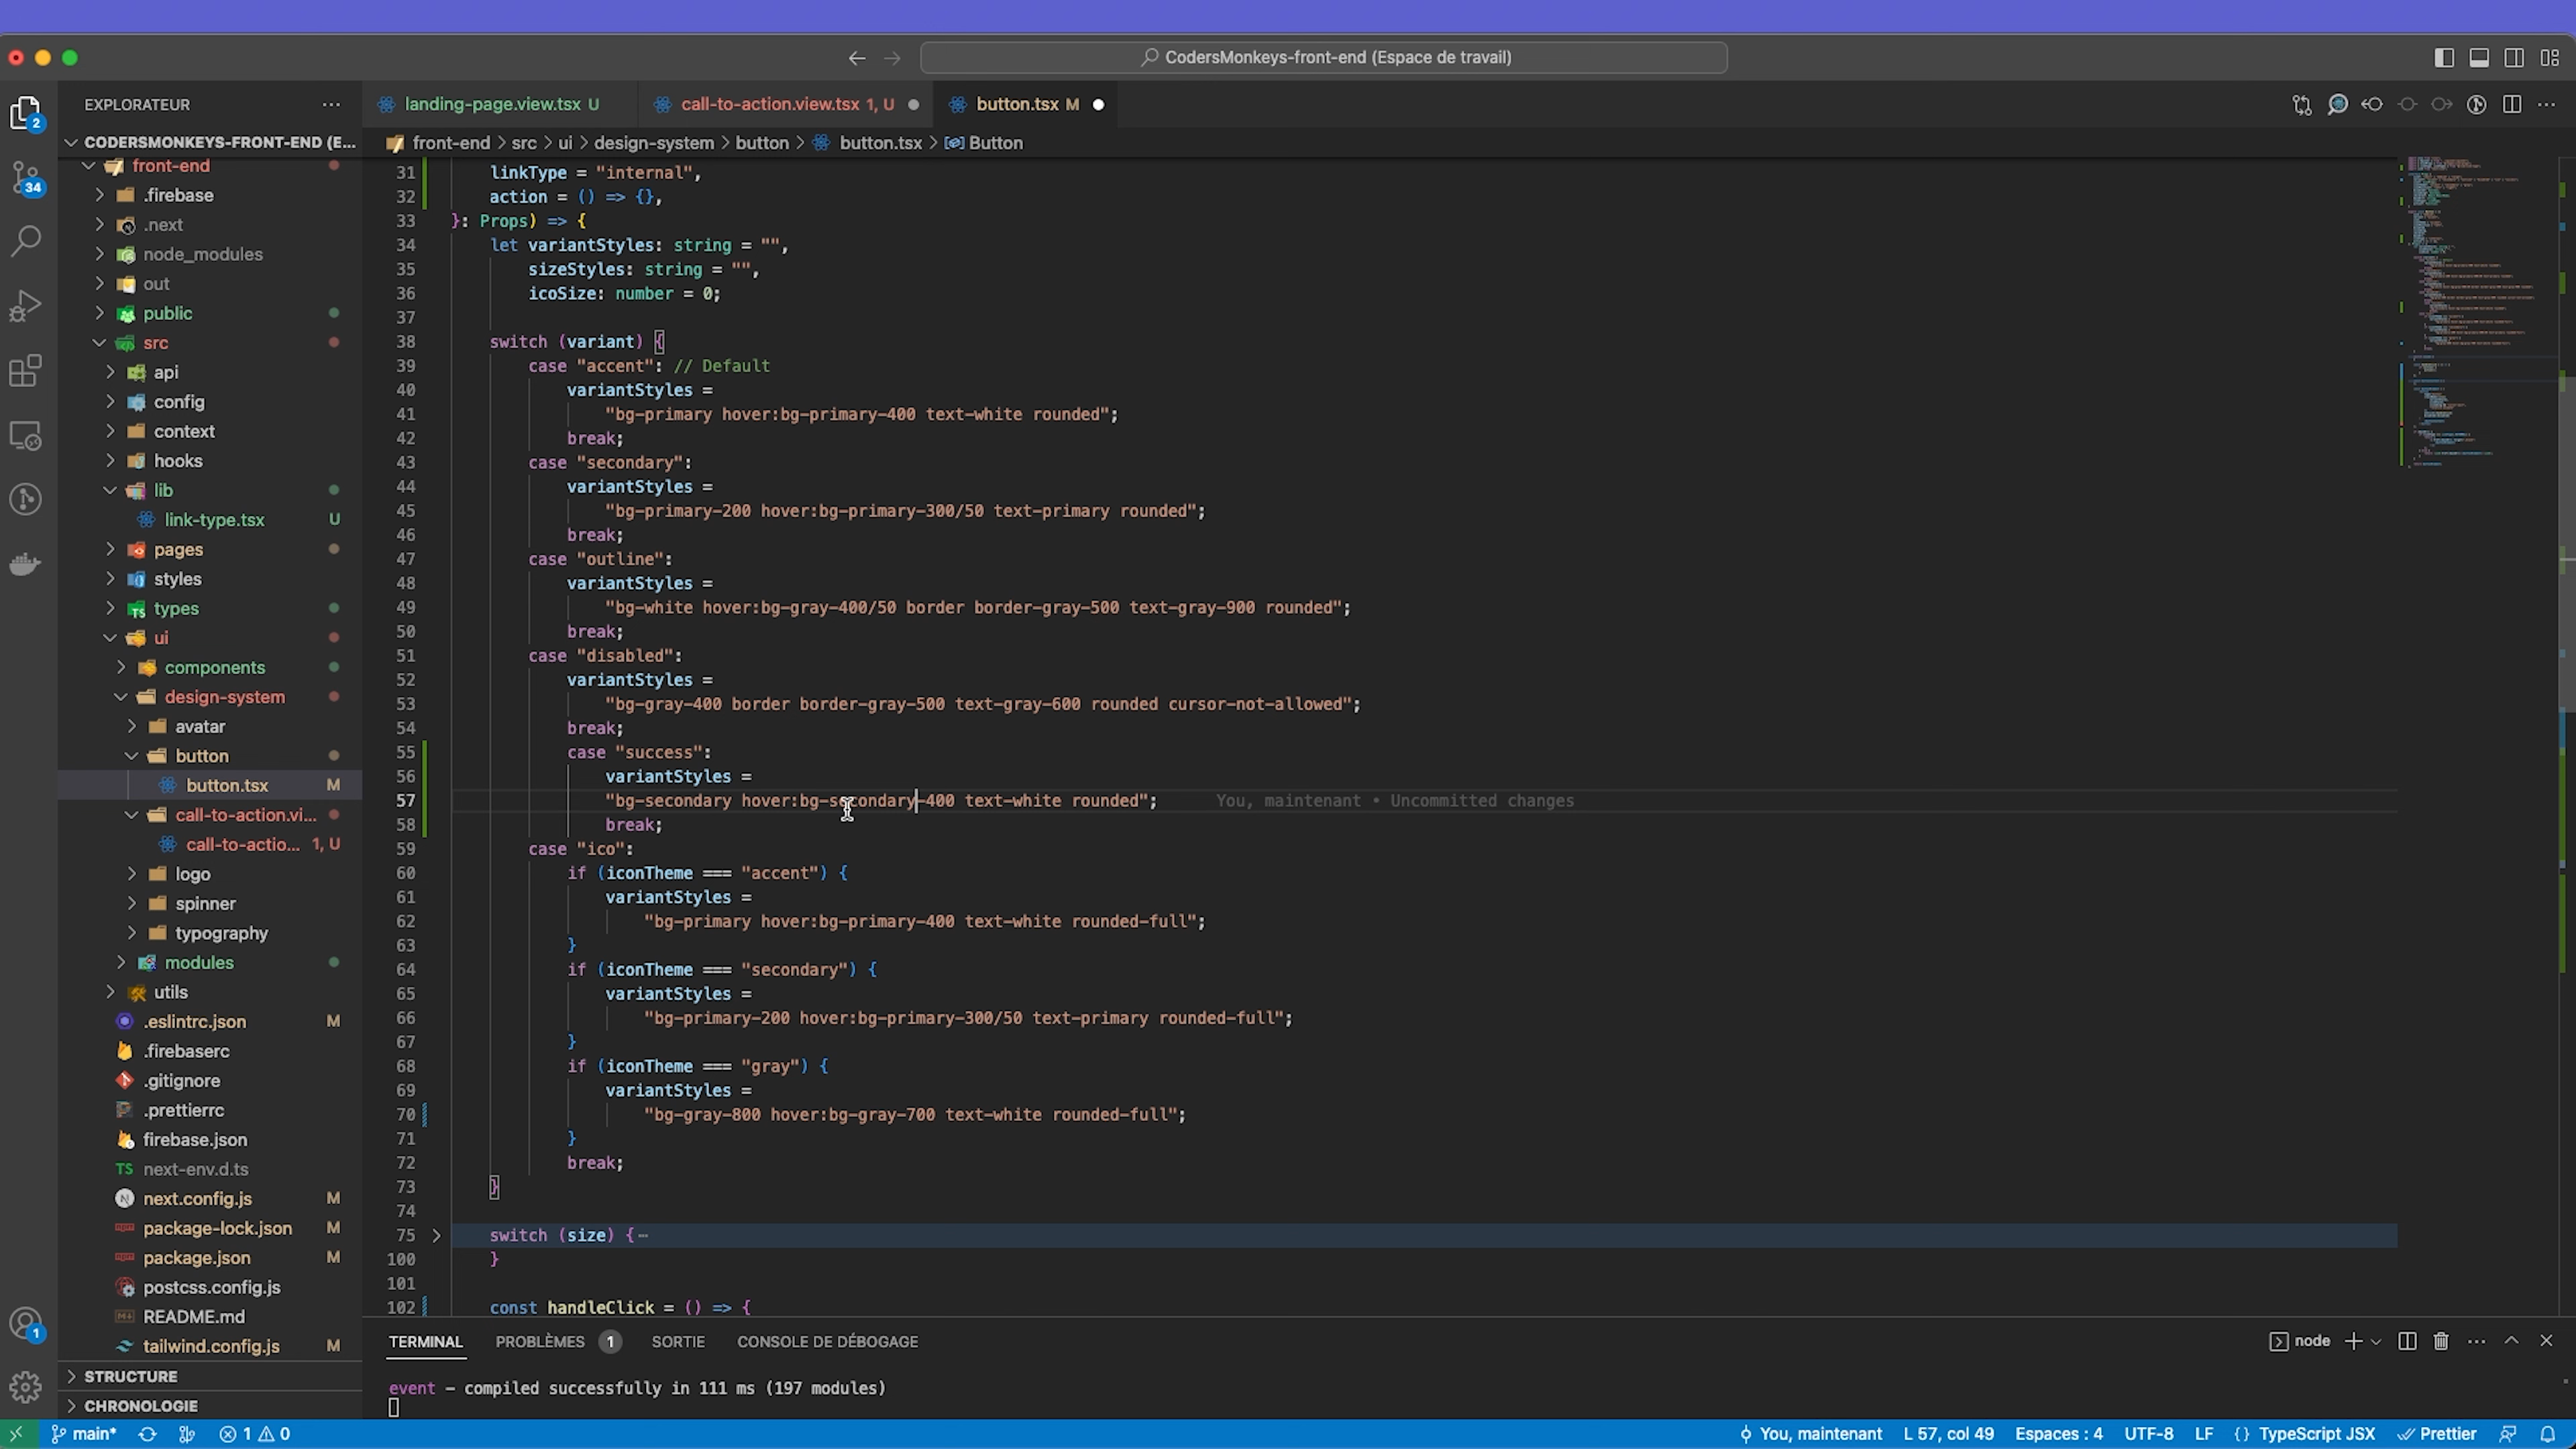 CodersMonkeys-front-end (Espace de travail)
EXPLORATEUR
landing-page.view.tsx U
call-to-action.view.tsx 1, U
button.tsx M
CODERSMONKEYS-FRONT-END (E...
front-end > src > ui > design-system > button > button.tsx > Button
front-end
.firebase
.next
node_modules
out
public
src
api
config
context
hooks
lib
link-type.tsx U
pages
styles
types
ui
components
design-system
avatar
button
button.tsx M
call-to-action.vi...
call-to-actio... 1, U
logo
spinner
typography
modules
utils
.eslintrc.json M
.firebaserc
.gitignore
.prettierrc
firebase.json
next-env.d.ts
next.config.js M
package-lock.json M
package.json M
postcss.config.js
README.md
tailwind.config.js M
STRUCTURE
CHRONOLOGIE
2
34
1
31 linkType = "internal",
32 action = () => {},
33 }: Props) => {
34 let variantStyles: string = "",
35 sizeStyles: string = "",
36 icoSize: number = 0;
37
38 switch (variant) {
39 case "accent": // Default
40 variantStyles =
41 "bg-primary hover:bg-primary-400 text-white rounded";
42 break;
43 case "secondary":
44 variantStyles =
45 "bg-primary-200 hover:bg-primary-300/50 text-primary rounded";
46 break;
47 case "outline":
48 variantStyles =
49 "bg-white hover:bg-gray-400/50 border border-gray-500 text-gray-900 rounded";
50 break;
51 case "disabled":
52 variantStyles =
53 "bg-gray-400 border border-gray-500 text-gray-600 rounded cursor-not-allowed";
54 break;
55 case "success":
56 variantStyles =
57 "bg-secondary hover:bg-secondary-400 text-white rounded"; You, maintenant • Uncommitted changes
58 break;
59 case "ico":
60 if (iconTheme === "accent") {
61 variantStyles =
62 "bg-primary hover:bg-primary-400 text-white rounded-full";
63 }
64 if (iconTheme === "secondary") {
65 variantStyles =
66 "bg-primary-200 hover:bg-primary-300/50 text-primary rounded-full";
67 }
68 if (iconTheme === "gray") {
69 variantStyles =
70 "bg-gray-800 hover:bg-gray-700 text-white rounded-full";
71 }
72 break;
73 }
74
75 switch (size) {⋯
100 }
101
102 const handleClick = () => {
TERMINAL PROBLÈMES 1 SORTIE CONSOLE DE DÉBOGAGE
node
event - compiled successfully in 111 ms (197 modules)
main* 1 0
You, maintenant L 57, col 49 Espaces : 4 UTF-8 LF {} TypeScript JSX Prettier